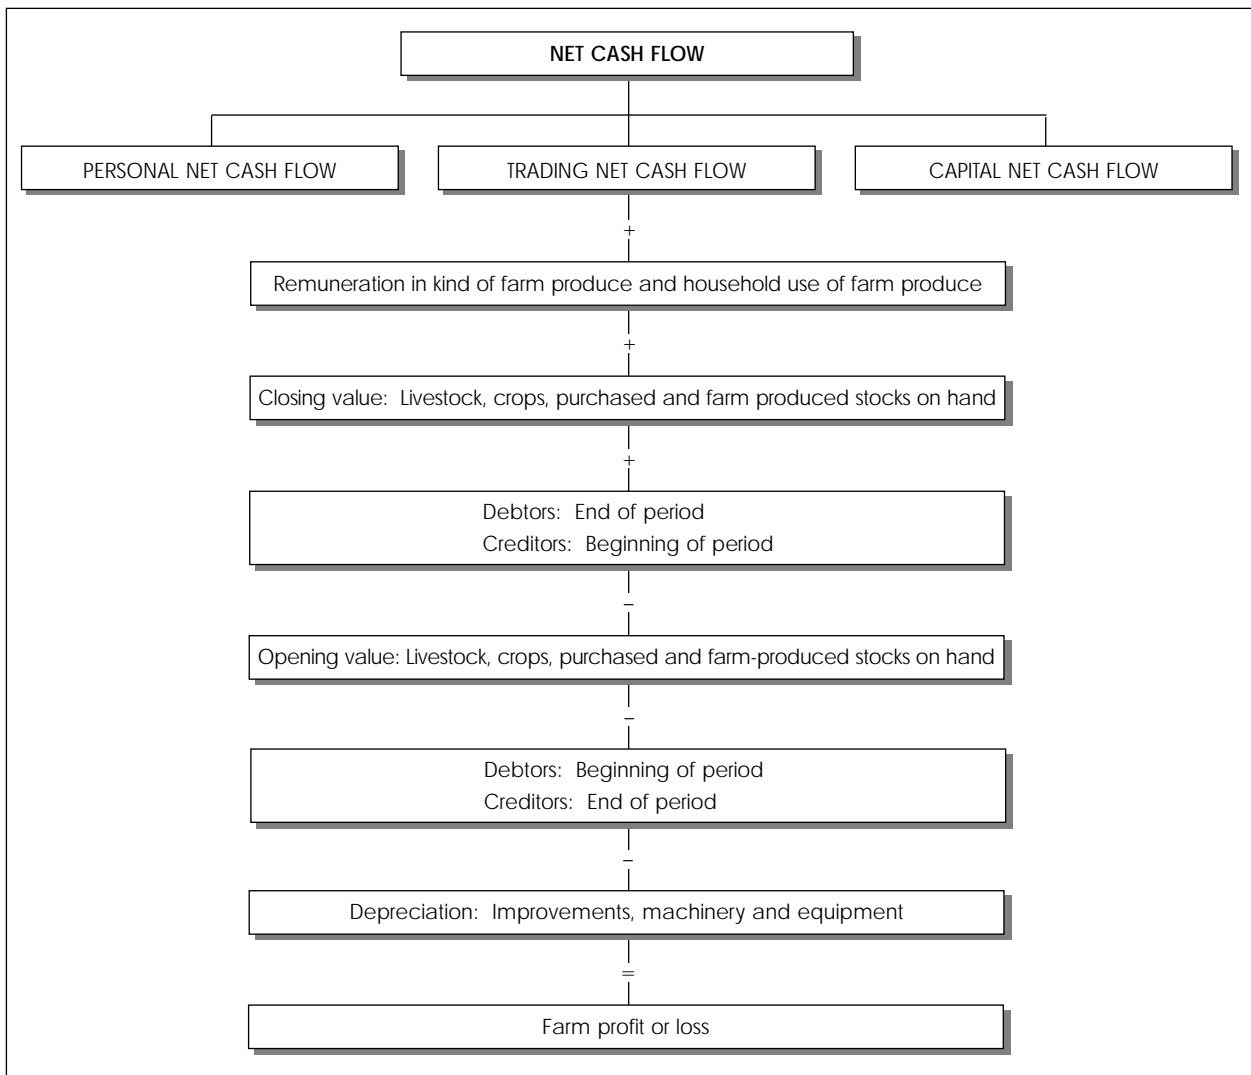 NET CASH FLOW
PERSONAL NET CASH FLOW
TRADING NET CASH FLOW
CAPITAL NET CASH FLOW
+
Remuneration in kind of farm produce and household use of farm produce
+
Closing value: Livestock, crops, purchased and farm produced stocks on hand
+
Debtors: End of period
Creditors: Beginning of period
–
Opening value: Livestock, crops, purchased and farm-produced stocks on hand
–
Debtors: Beginning of period
Creditors: End of period
–
Depreciation: Improvements, machinery and equipment
=
Farm profit or loss